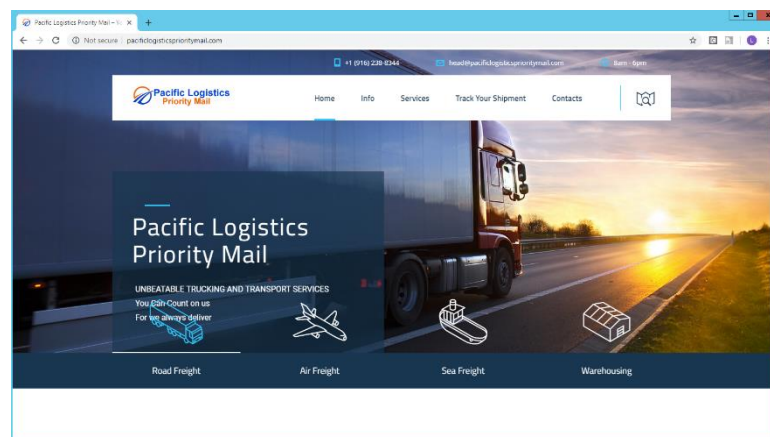 Pacific Logistics Priority Mail –
Not secure | pacificlogisticsprioritymail.com
+1 (916) 238-8344 head@pacificlogisticsprioritymail.com 8am - 6pm
Pacific Logistics
Priority Mail
Home Info Services Track Your Shipment Contacts
Pacific Logistics
Priority Mail
UNBEATABLE TRUCKING AND TRANSPORT SERVICES
You Can Count on us
For we always deliver
Road Freight Air Freight Sea Freight Warehousing